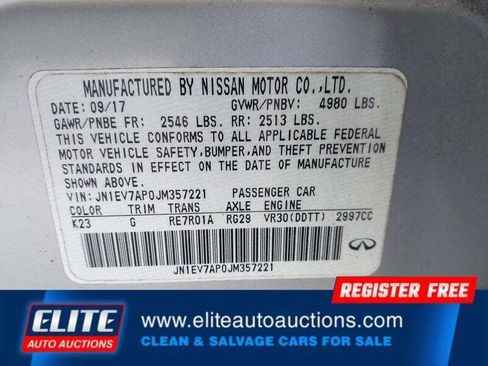 MANUFACTURED BY NISSAN MOTOR CO.,LTD.
DATE: 09/17 GVWR/PNBV: 4980 LBS.
GAWR/PNBE FR: 2546 LBS. RR: 2513 LBS.
THIS VEHICLE CONFORMS TO ALL APPLICABLE FEDERAL
MOTOR VEHICLE SAFETY, BUMPER, AND THEFT PREVENTION
STANDARDS IN EFFECT ON THE DATE OF MANUFACTURE
SHOWN ABOVE.
VIN: JN1EV7AP0JM357221 PASSENGER CAR
COLOR TRIM TRANS AXLE ENGINE
K23 G RE7R01A RG29 VR30(DDTT) 2997CC
JN1EV7AP0JM357221
INFINITI
REGISTER FREE
ELITE
AUTO AUCTIONS
www.eliteautoauctions.com
CLEAN & SALVAGE CARS FOR SALE